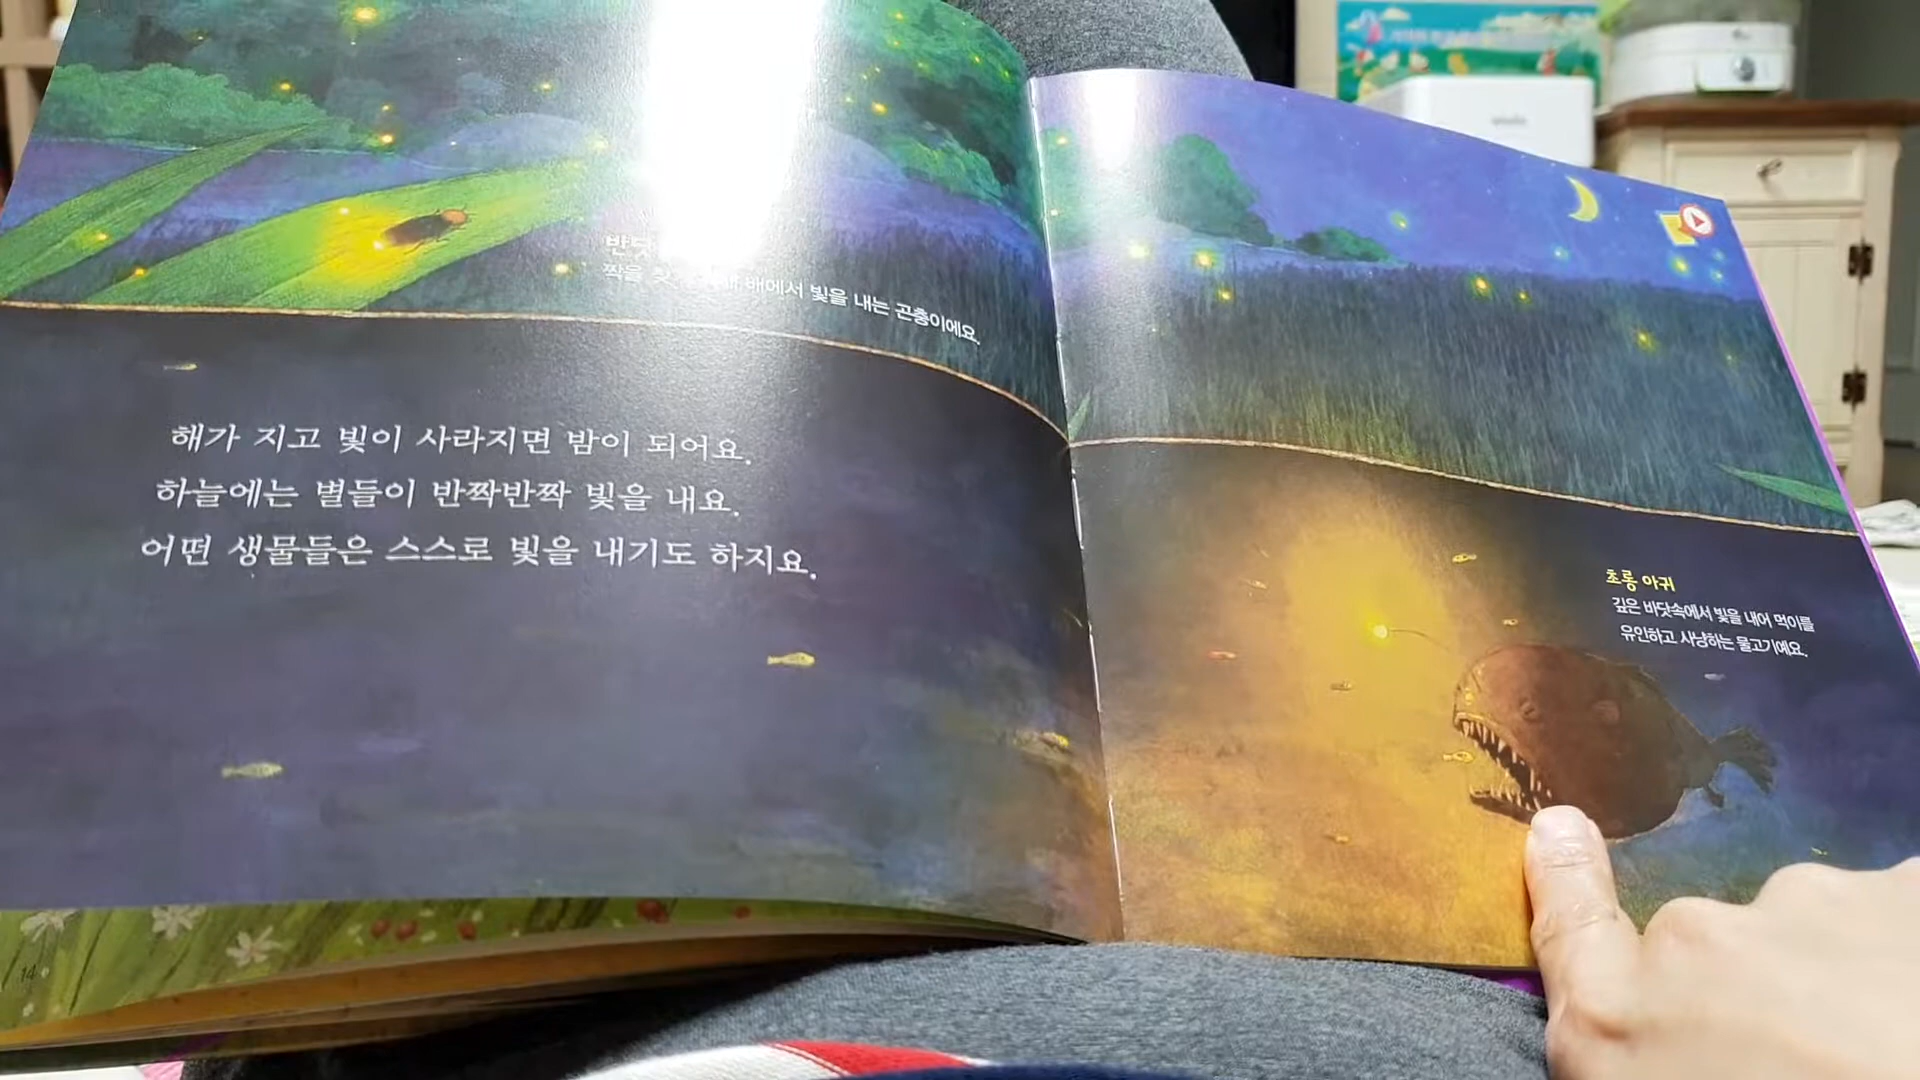 짝을 배에서 빛을 내는 곤충이에요.
해가 지고 빛이 사라지면 밤이 되어요.
하늘에는 별들이 반짝반짝 빛을 내요.
어떤 생물들은 스스로 빛을 내기도 하지요.
초롱 아귀
깊은 바닷속에서 빛을 내어 먹이를
유인하고 사냥하는 물고기예요.
14